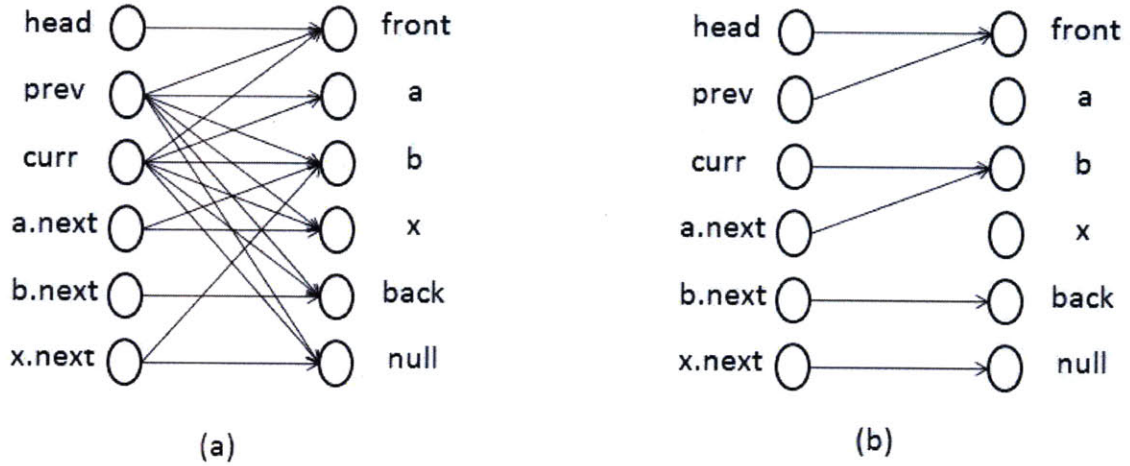 head front
prev a
curr b
a.next x
b.next back
x.next null
(a)
head front
prev a
curr b
a.next x
b.next back
x.next null
(b)